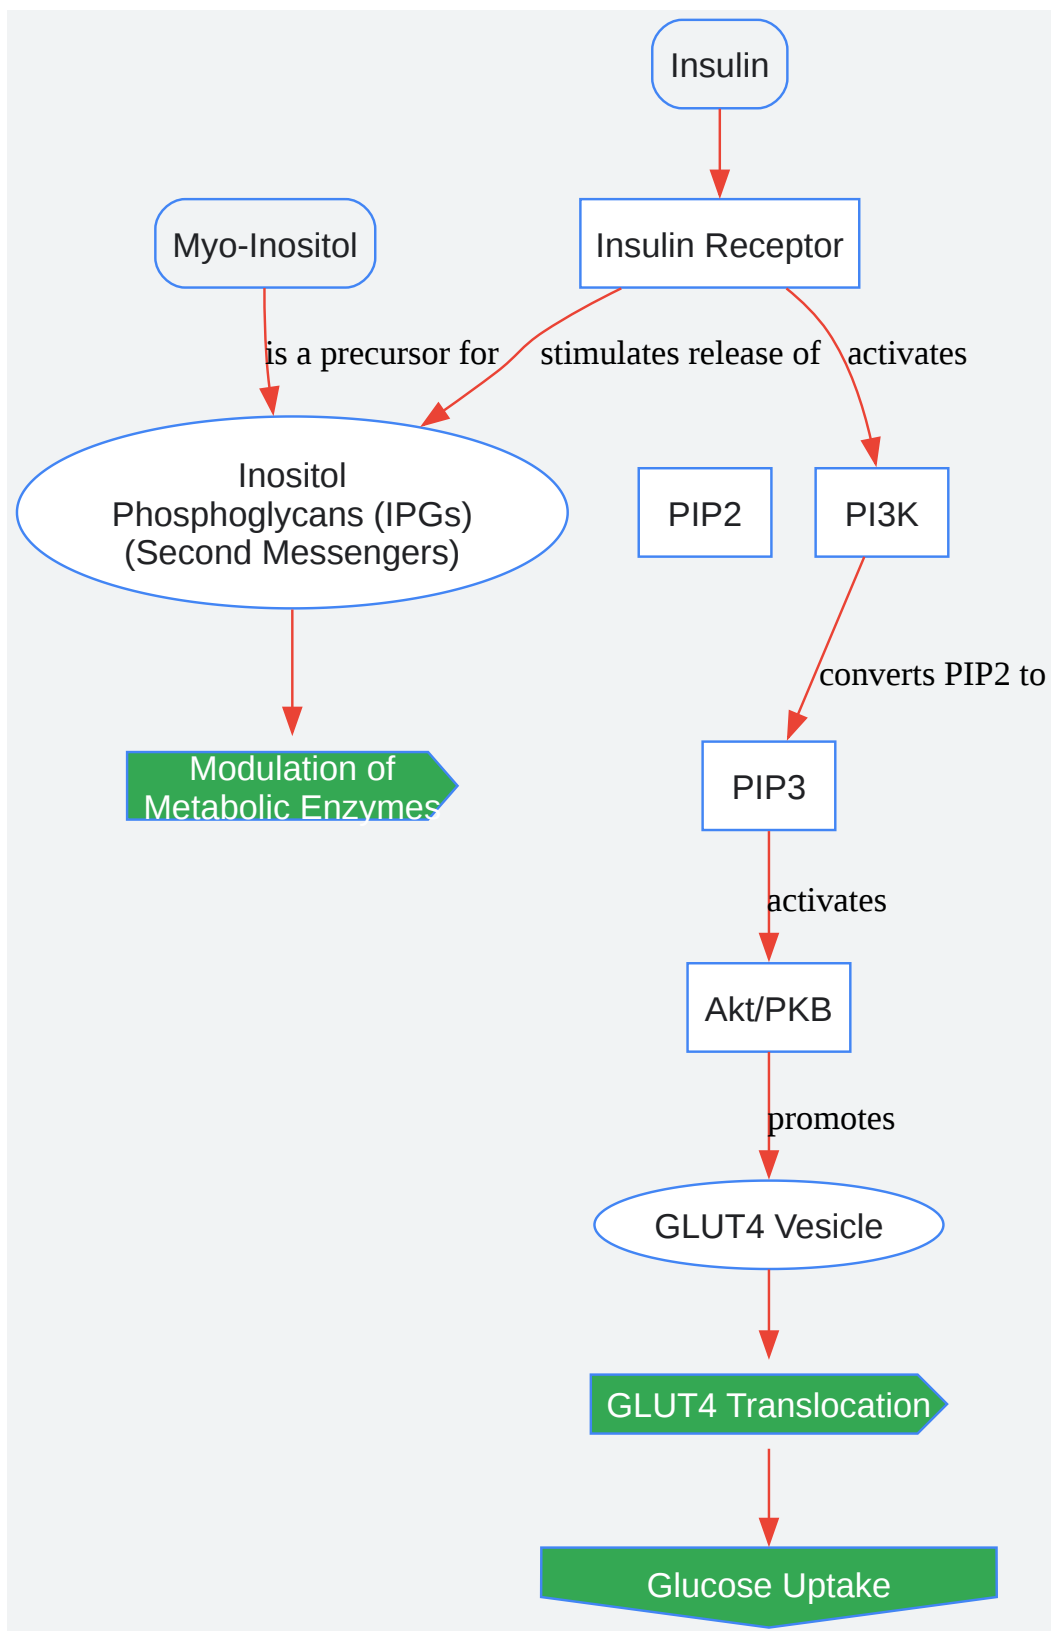 Insulin
Myo-Inositol
Insulin Receptor
is a precursor for
stimulates release of
activates
Inositol
Phosphoglycans (IPGs)
(Second Messengers)
PIP2
PI3K
converts PIP2 to
Modulation of
Metabolic Enzymes
PIP3
activates
Akt/PKB
promotes
GLUT4 Vesicle
GLUT4 Translocation
Glucose Uptake